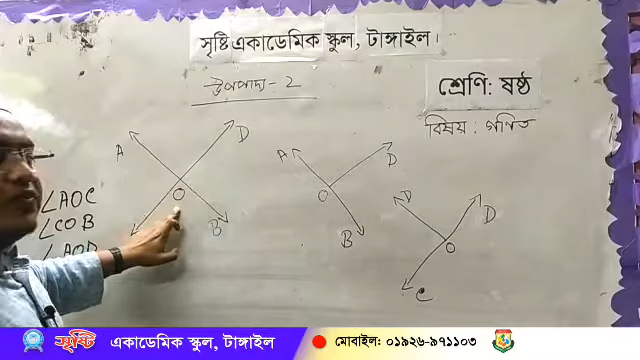 সৃষ্টি একাডেমিক স্কুল, টাঙ্গাইল।
উপপাদ্য - 2
শ্রেণি: ষষ্ঠ
বিষয় : গণিত
A
D
O
B
∠AOC
∠COB
∠AOD
A
D
O
B
D
D
O
C
সৃষ্টি একাডেমিক স্কুল, টাঙ্গাইল
মোবাইল: ০১৯২৬-৯৭১১০৩